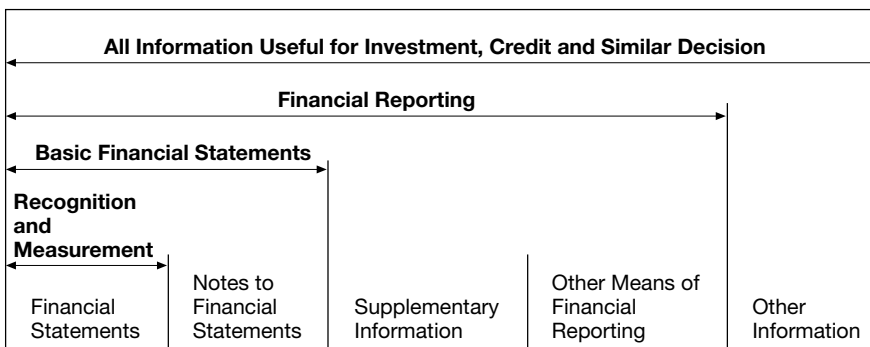 All Information Useful for Investment, Credit and Similar Decision
Financial Reporting
Basic Financial Statements
Recognition
and
Measurement
Financial
Statements
Notes to
Financial
Statements
Supplementary
Information
Other Means of
Financial
Reporting
Other
Information